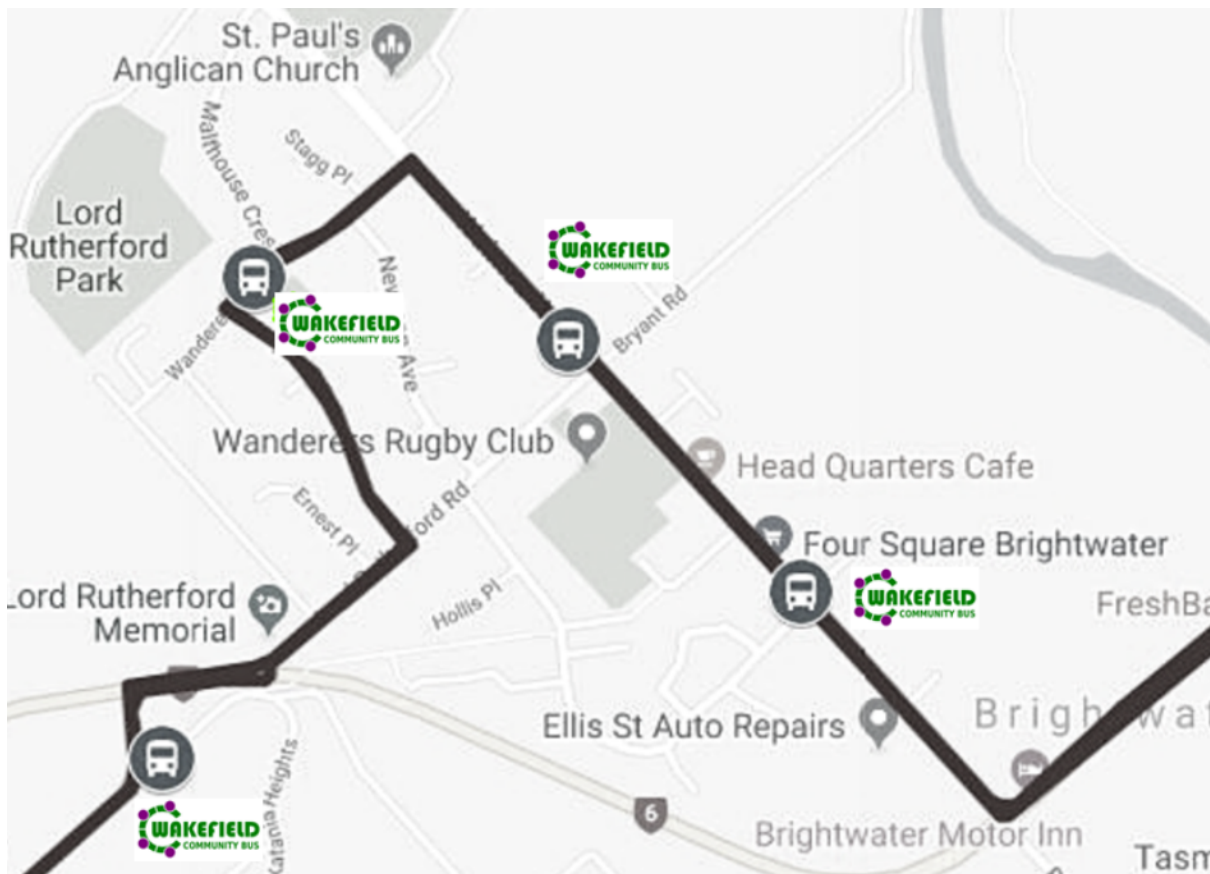 St. Paul's
Anglican Church
Malthouse Cres
Stagg Pl
Lord
Rutherford
Park
WAKEFIELD
COMMUNITY BUS
Bryant Rd
WAKEFIELD
COMMUNITY BUS
Ave
Wanderers Rugby Club
Head Quarters Cafe
Ernest Pl
Rd
Four Square Brightwater
Lord Rutherford
Memorial
Hollis Pl
WAKEFIELD
COMMUNITY BUS
Ellis St Auto Repairs
Heights
6
WAKEFIELD
COMMUNITY BUS
Brightwater Motor Inn